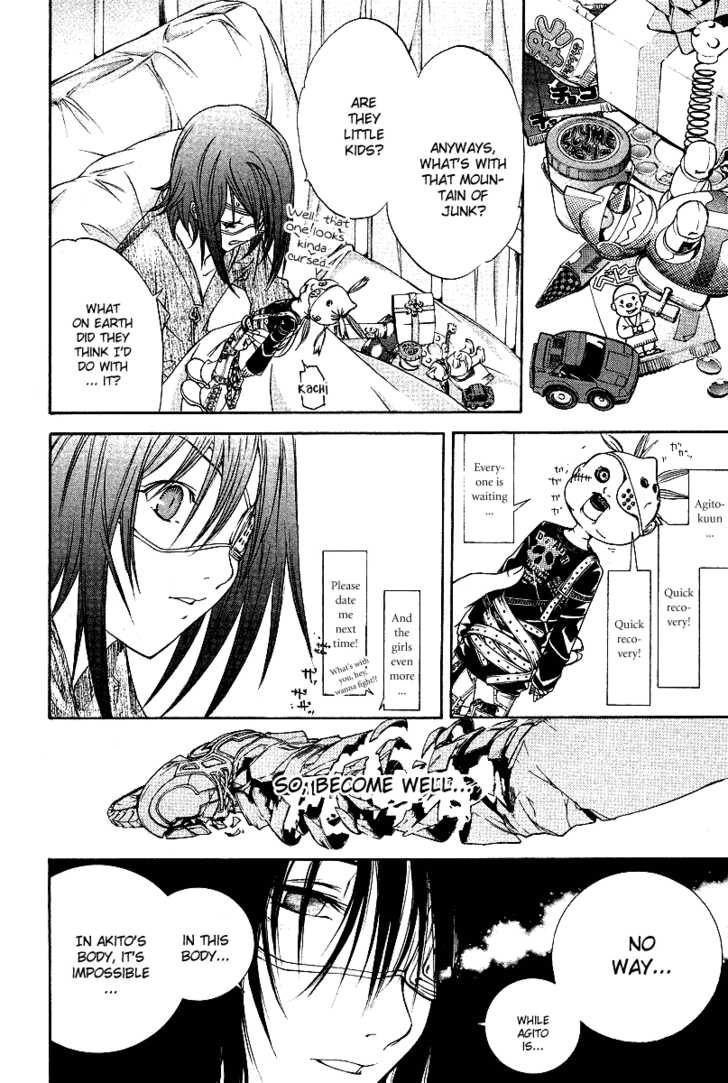 ANYWAYS,
WHAT'S WITH
THAT MOUN-
TAIN OF
JUNK?
ARE
THEY
LITTLE
KIDS?
Well.. that
one looks
kinda
cursed..
WHAT
ON EARTH
DID THEY
THINK I'D
DO WITH
... IT?
Kachi
チョコ
Agito-
kuun
...
Quick
reco-
very!
Quick
reco-
very!
Every-
one is
waiting
...
And
the
girls
even
more
...
Please
date
me
next
time!
What's with
you, hey,
wanna fight!!
SO, BECOME WELL...
NO
WAY...
WHILE
AGITO
IS...
IN THIS
BODY...
IN AKITO'S
BODY, IT'S
IMPOSSIBLE
...